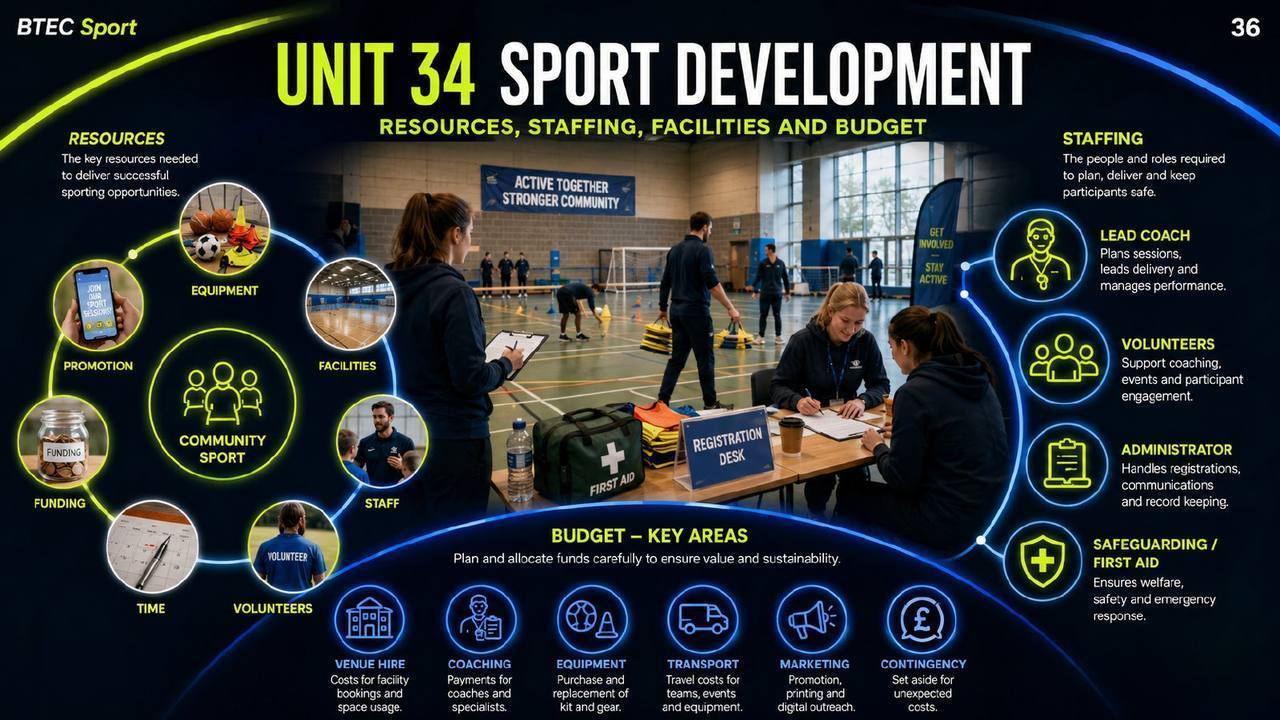 BTEC Sport
36
UNIT 34 SPORT DEVELOPMENT
RESOURCES, STAFFING, FACILITIES AND BUDGET
RESOURCES
The key resources needed
to deliver successful
sporting opportunities.
EQUIPMENT
FACILITIES
STAFF
VOLUNTEER
VOLUNTEERS
TIME
FUNDING
FUNDING
JOIN
OUR
SPORT
SESSIONS!
PROMOTION
COMMUNITY
SPORT
ACTIVE TOGETHER
STRONGER COMMUNITY
GET
INVOLVED
STAY
ACTIVE
FIRST AID
REGISTRATION
DESK
STAFFING
The people and roles required
to plan, deliver and keep
participants safe.
LEAD COACH
Plans sessions,
leads delivery and
manages performance.
VOLUNTEERS
Support coaching,
events and participant
engagement.
ADMINISTRATOR
Handles registrations,
communications
and record keeping.
SAFEGUARDING /
FIRST AID
Ensures welfare,
safety and emergency
response.
BUDGET – KEY AREAS
Plan and allocate funds carefully to ensure value and sustainability.
VENUE HIRE
Costs for facility
bookings and
space usage.
COACHING
Payments for
coaches and
specialists.
EQUIPMENT
Purchase and
replacement of
kit and gear.
TRANSPORT
Travel costs for
teams, events
and equipment.
MARKETING
Promotion,
printing and
digital outreach.
£
CONTINGENCY
Set aside for
unexpected
costs.